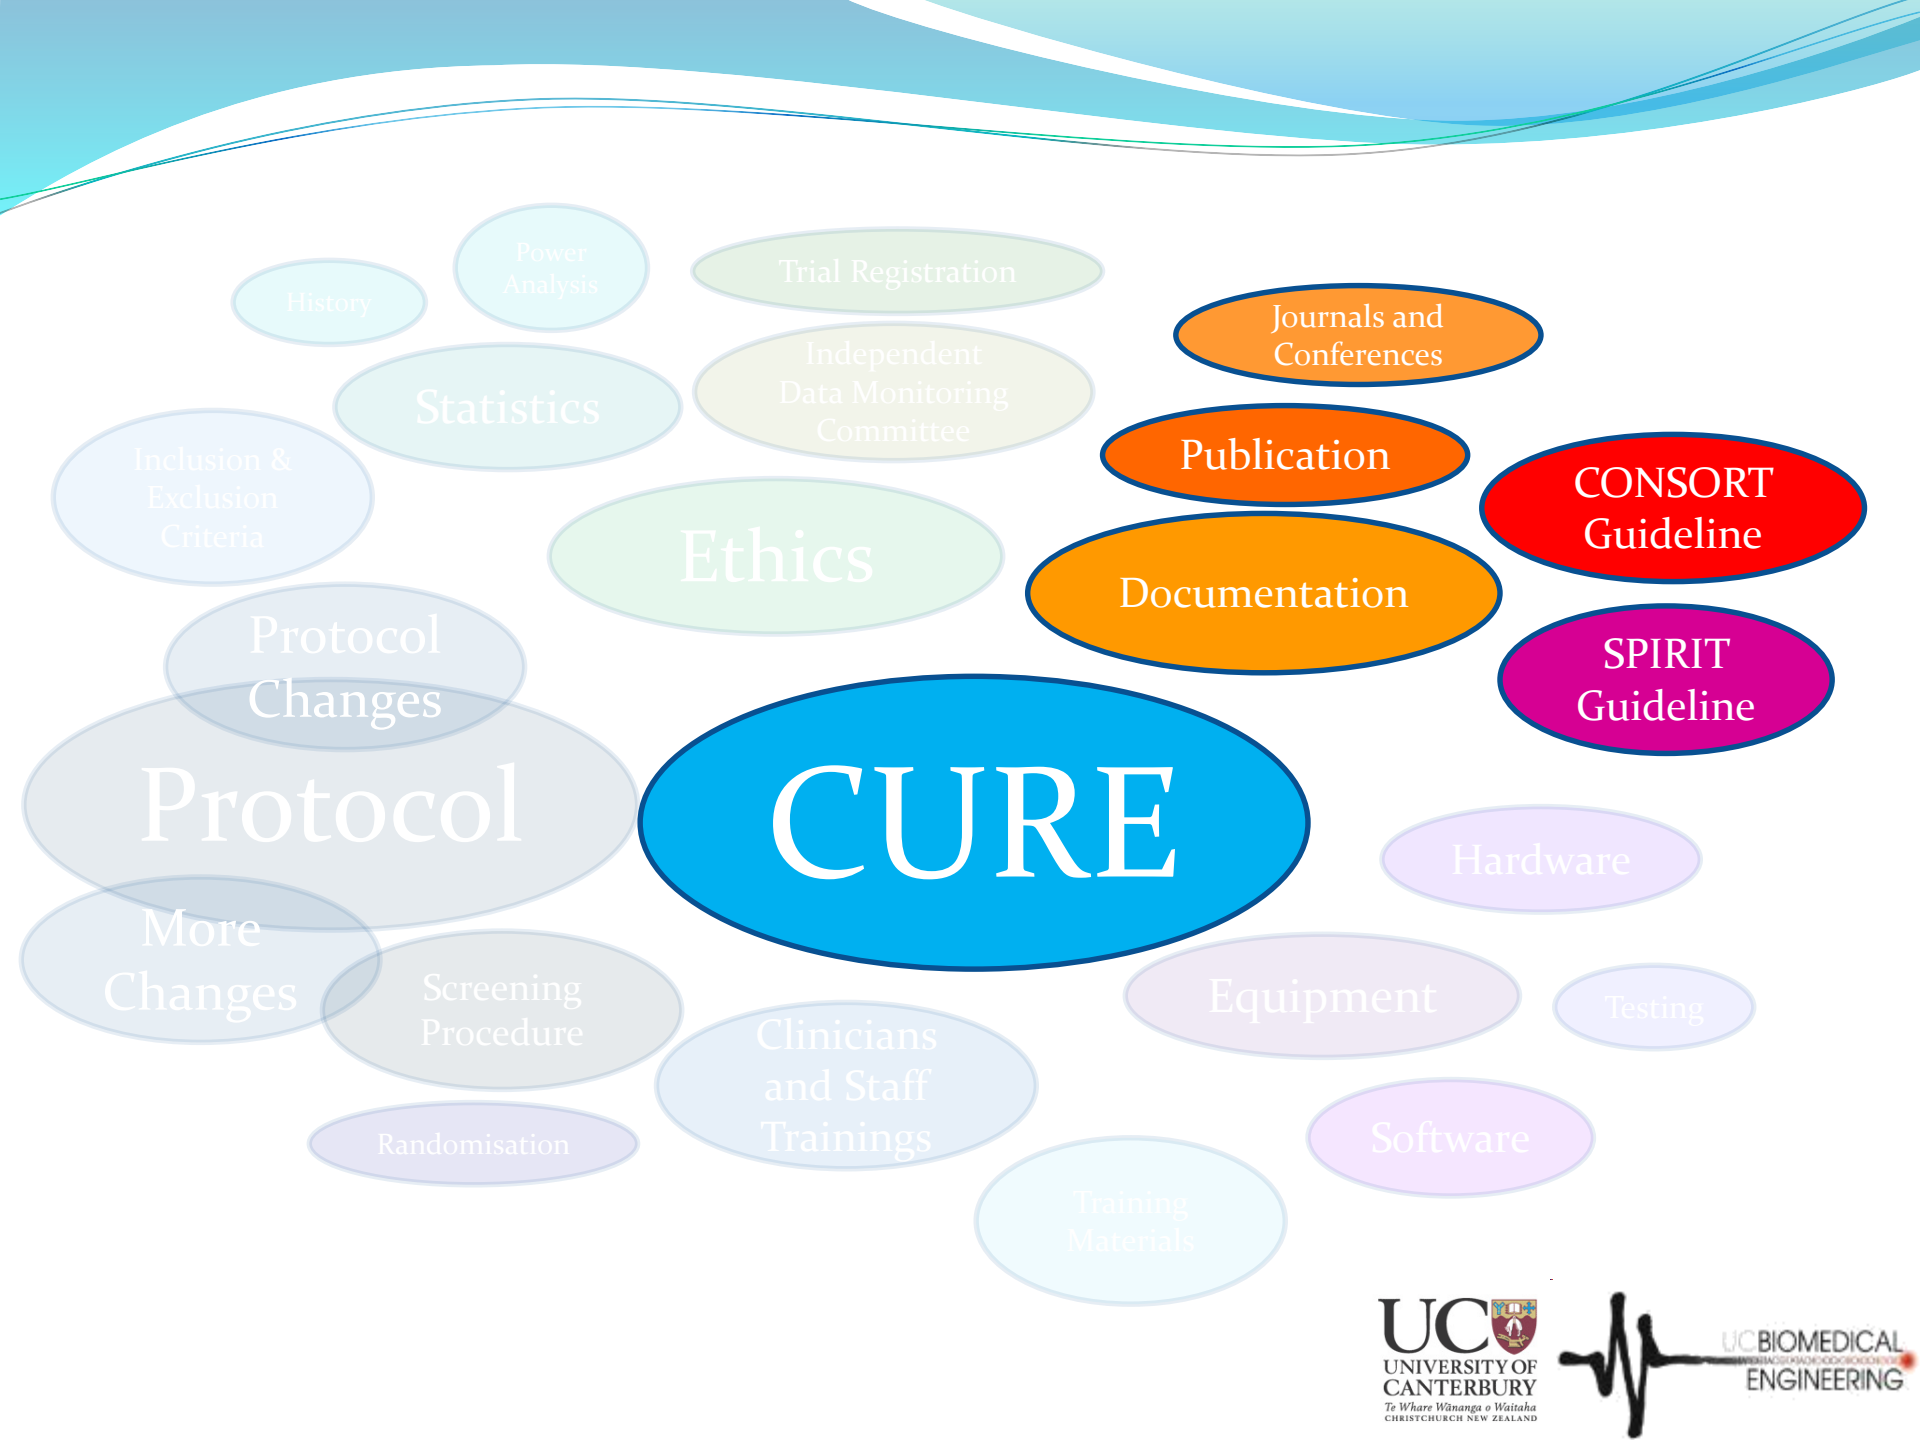 Power
Analysis
History
Trial Registration
Journals and
Conferences
Independent
Data Monitoring
Committee
Statistics
Publication
Inclusion &
Exclusion
Criteria
CONSORT
Guideline
Ethics
Documentation
Protocol
Changes
SPIRIT
Guideline
Protocol
CURE
Hardware
More
Changes
Screening
Procedure
Equipment
Testing
Clinicians
and Staff
Trainings
Randomisation
Software
Training
Materials
UC
UNIVERSITY OF
CANTERBURY
Te Whare Wānanga o Waitaha
CHRISTCHURCH NEW ZEALAND
UCBIOMEDICAL
ENGINEERING